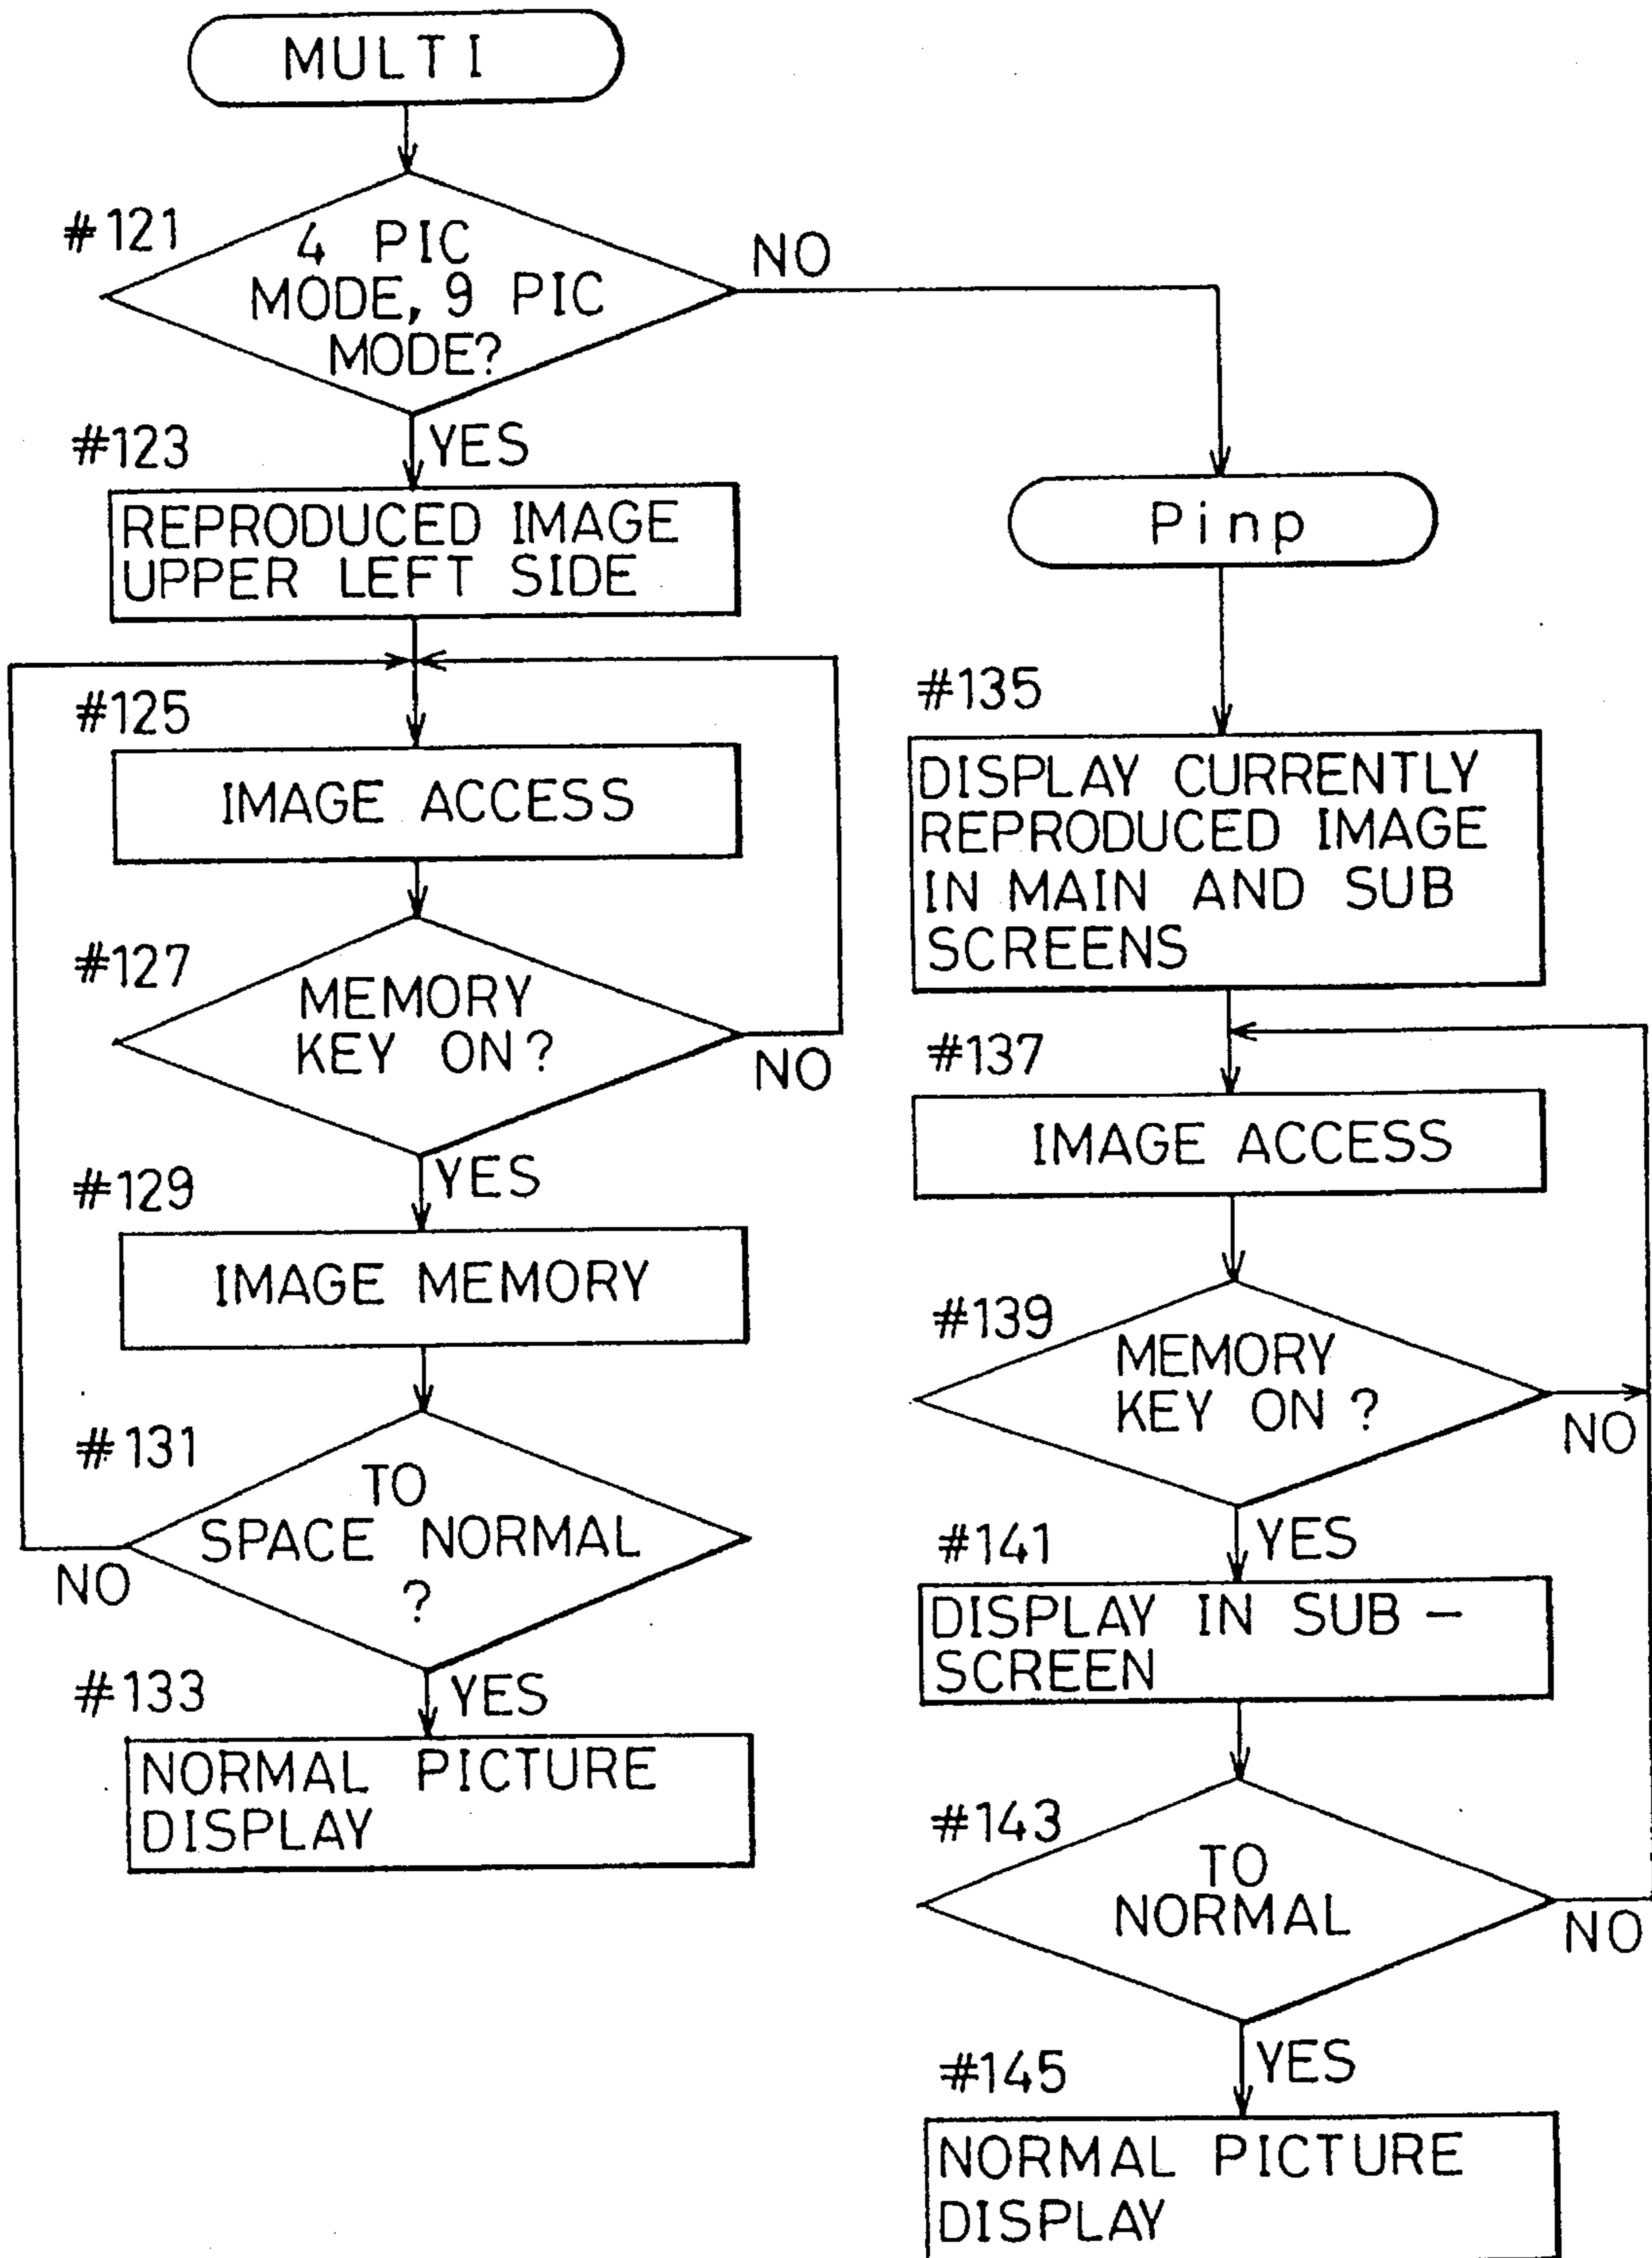 MULTI
#121
4 PIC
MODE, 9 PIC
MODE?
NO
#123
YES
REPRODUCED IMAGE
UPPER LEFT SIDE
#125
IMAGE ACCESS
#127
MEMORY
KEY ON?
NO
#129
YES
IMAGE MEMORY
#131
TO
SPACE NORMAL
?
NO
#133
YES
NORMAL PICTURE
DISPLAY
Pinp
#135
DISPLAY CURRENTLY
REPRODUCED IMAGE
IN MAIN AND SUB
SCREENS
#137
IMAGE ACCESS
#139
MEMORY
KEY ON?
NO
#141
YES
DISPLAY IN SUB-
SCREEN
#143
TO
NORMAL
NO
#145
YES
NORMAL PICTURE
DISPLAY